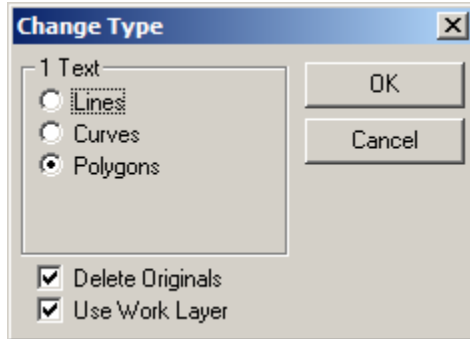 Change Type
1 Text
Lines
Curves
Polygons
OK
Cancel
Delete Originals
Use Work Layer